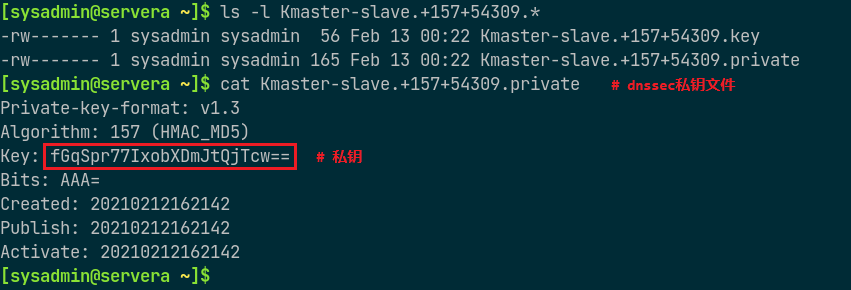 [sysadmin@servera ~]$ ls -l Kmaster-slave.+157+54309.*
-rw------- 1 sysadmin sysadmin  56 Feb 13 00:22 Kmaster-slave.+157+54309.key
-rw------- 1 sysadmin sysadmin 165 Feb 13 00:22 Kmaster-slave.+157+54309.private
[sysadmin@servera ~]$ cat Kmaster-slave.+157+54309.private # dnssec私钥文件
Private-key-format: v1.3
Algorithm: 157 (HMAC_MD5)
Key: fGqSpr77IxobXDmJtQjTcw== # 私钥
Bits: AAA=
Created: 20210212162142
Publish: 20210212162142
Activate: 20210212162142
[sysadmin@servera ~]$